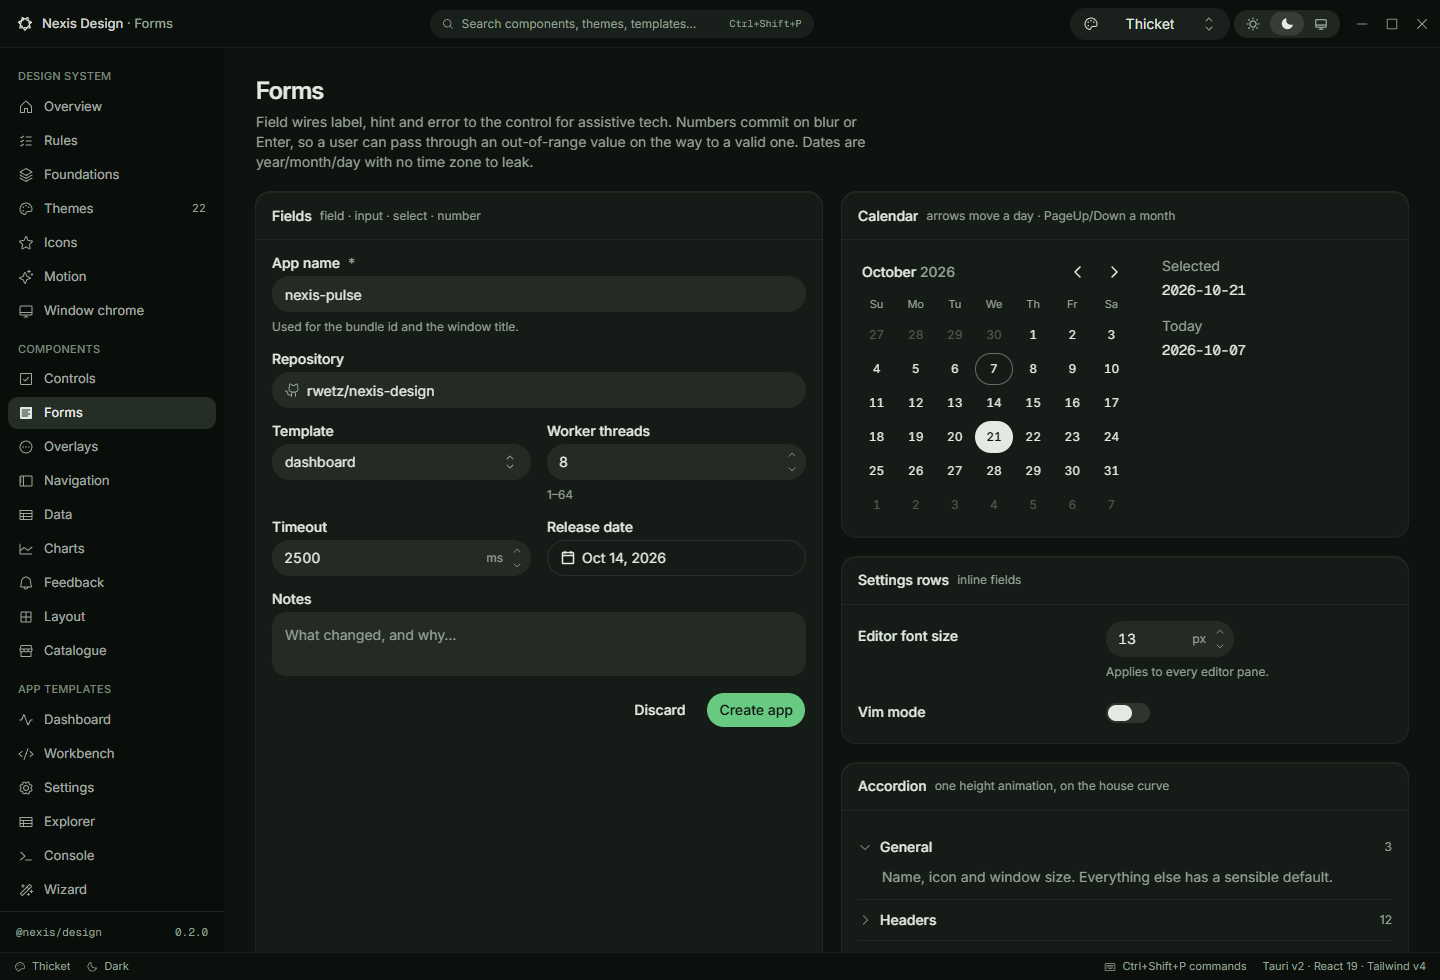 Nexis Design · Forms
Search components, themes, templates... Ctrl+Shift+P
Thicket
DESIGN SYSTEM
Overview
Rules
Foundations
Themes 22
Icons
Motion
Window chrome
COMPONENTS
Controls
Forms
Overlays
Navigation
Data
Charts
Feedback
Layout
Catalogue
APP TEMPLATES
Dashboard
Workbench
Settings
Explorer
Console
Wizard
@nexis/design 0.2.0
Forms
Field wires label, hint and error to the control for assistive tech. Numbers commit on blur or
Enter, so a user can pass through an out-of-range value on the way to a valid one. Dates are
year/month/day with no time zone to leak.
Fields field · input · select · number
App name *
nexis-pulse
Used for the bundle id and the window title.
Repository
rwetz/nexis-design
Template Worker threads
dashboard 8
1–64
Timeout Release date
2500 ms Oct 14, 2026
Notes
What changed, and why...
Discard Create app
Calendar arrows move a day · PageUp/Down a month
October 2026
Su Mo Tu We Th Fr Sa
27 28 29 30 1 2 3
4 5 6 7 8 9 10
11 12 13 14 15 16 17
18 19 20 21 22 23 24
25 26 27 28 29 30 31
1 2 3 4 5 6 7
Selected
2026-10-21
Today
2026-10-07
Settings rows inline fields
Editor font size 13 px
Applies to every editor pane.
Vim mode
Accordion one height animation, on the house curve
General 3
Name, icon and window size. Everything else has a sensible default.
Headers 12
Thicket Dark
Ctrl+Shift+P commands Tauri v2 · React 19 · Tailwind v4